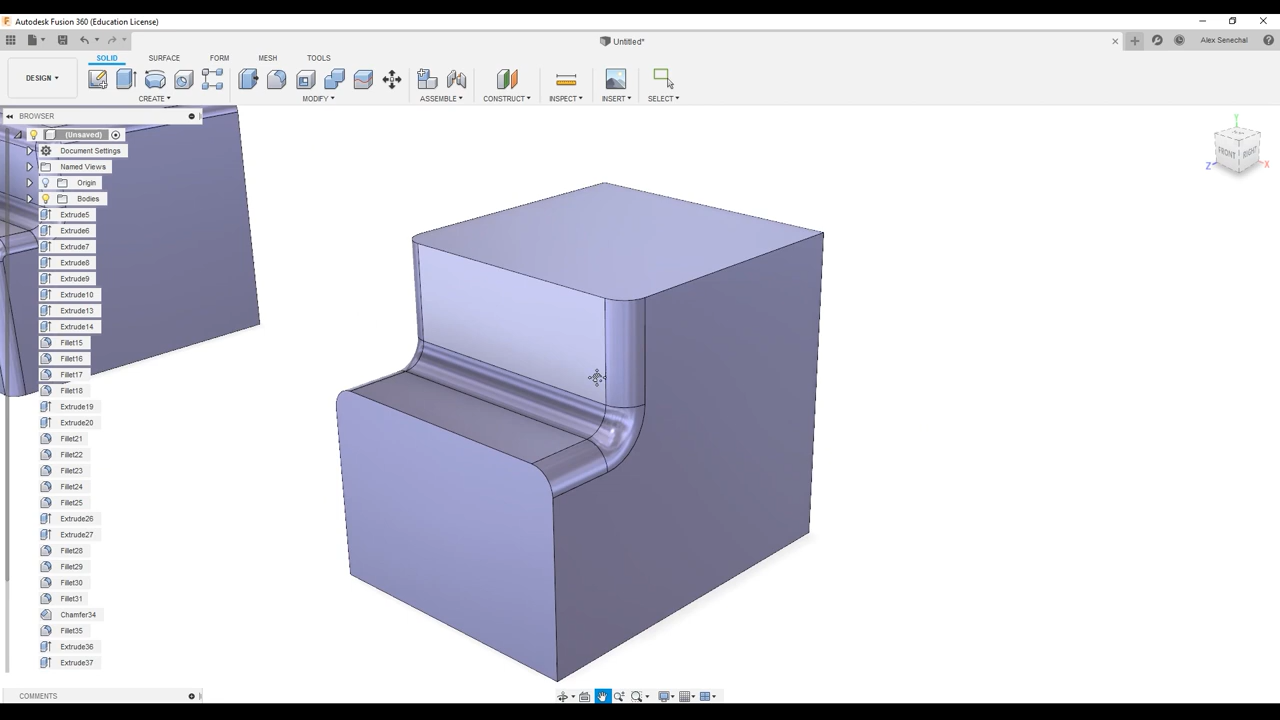 Autodesk Fusion 360 (Education License)
Untitled*
Alex Senechal
DESIGN
SOLID SURFACE FORM MESH TOOLS
CREATE MODIFY ASSEMBLE CONSTRUCT INSPECT INSERT SELECT
BROWSER
(Unsaved)
Document Settings
Named Views
Origin
Bodies
Extrude5
Extrude6
Extrude7
Extrude8
Extrude9
Extrude10
Extrude13
Extrude14
Fillet15
Fillet16
Fillet17
Fillet18
Extrude19
Extrude20
Fillet21
Fillet22
Fillet23
Fillet24
Fillet25
Extrude26
Extrude27
Fillet28
Fillet29
Fillet30
Fillet31
Chamfer34
Fillet35
Extrude36
Extrude37
COMMENTS
Y
FRONT RIGHT
Z X